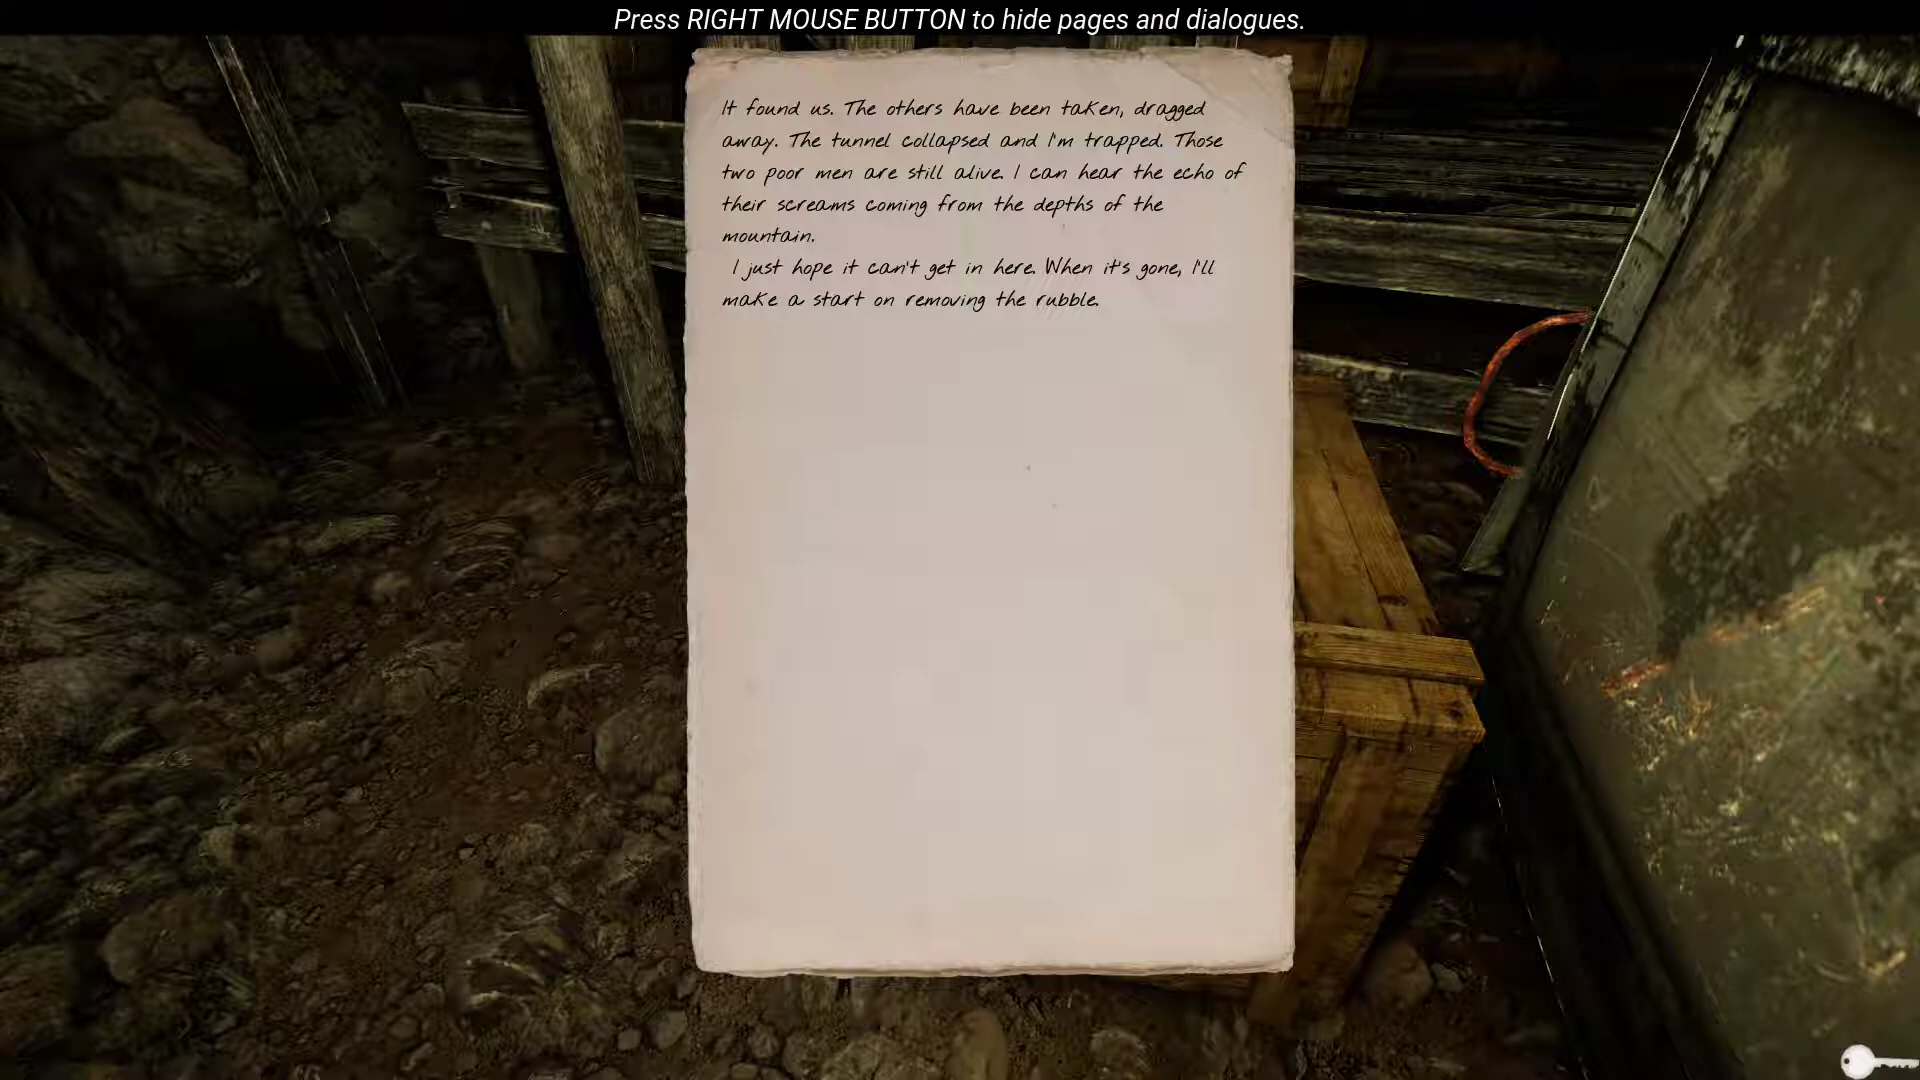 Press RIGHT MOUSE BUTTON to hide pages and dialogues.
It found us. The others have been taken, dragged
away. The tunnel collapsed and I'm trapped. Those
two poor men are still alive. I can hear the echo of
their screams coming from the depths of the
mountain.
I just hope it can't get in here. When it's gone, I'll
make a start on removing the rubble.